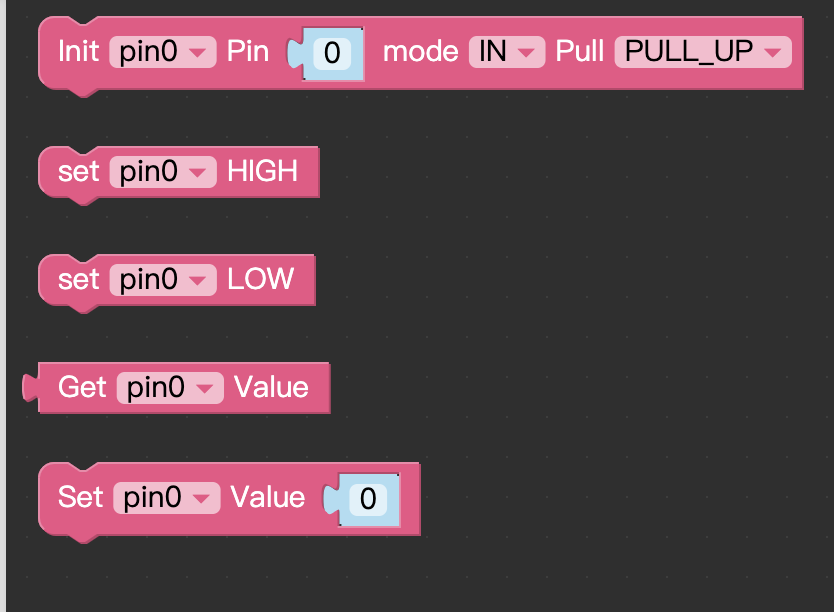 Init pin0 Pin 0 mode IN Pull PULL_UP
set pin0 HIGH
set pin0 LOW
Get pin0 Value
Set pin0 Value 0